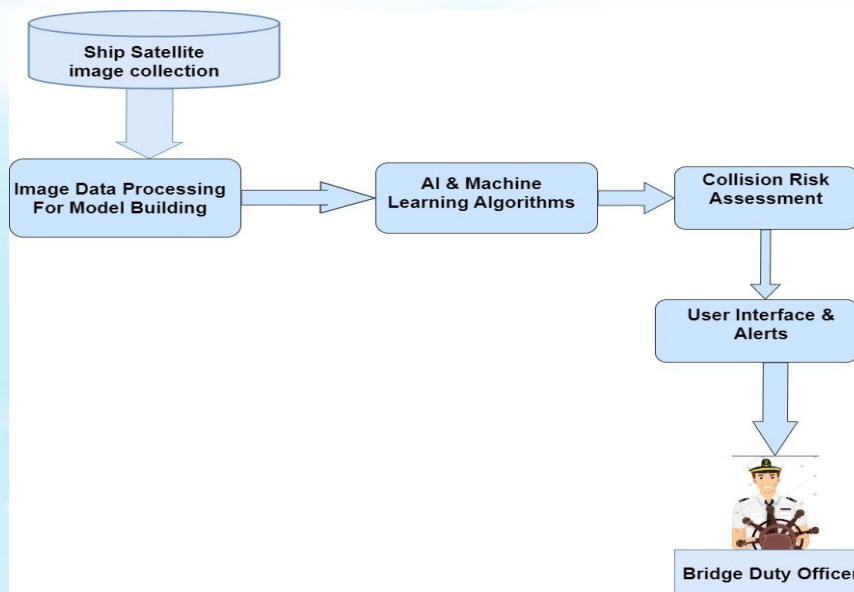 Ship Satellite
image collection
Image Data Processing
For Model Building
AI & Machine
Learning Algorithms
Collision Risk
Assessment
User Interface &
Alerts
Bridge Duty Officer